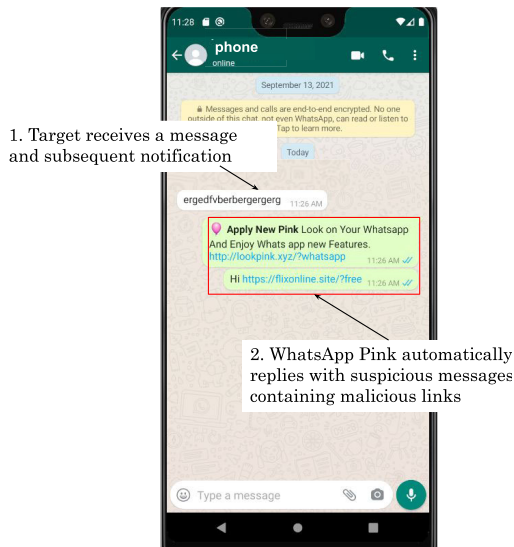 11:28
phone
online
September 13, 2021
Messages and calls are end-to-end encrypted. No one
outside of this chat, not even WhatsApp, can read or listen to
Tap to learn more.
1. Target receives a message
and subsequent notification
Today
ergedfvberbergergerg 11:26 AM
Apply New Pink Look on Your Whatsapp
And Enjoy Whats app new Features.
http://lookpink.xyz/?whatsapp 11:26 AM
Hi https://flixonline.site/?free 11:26 AM
2. WhatsApp Pink automatically
replies with suspicious messages
containing malicious links
Type a message